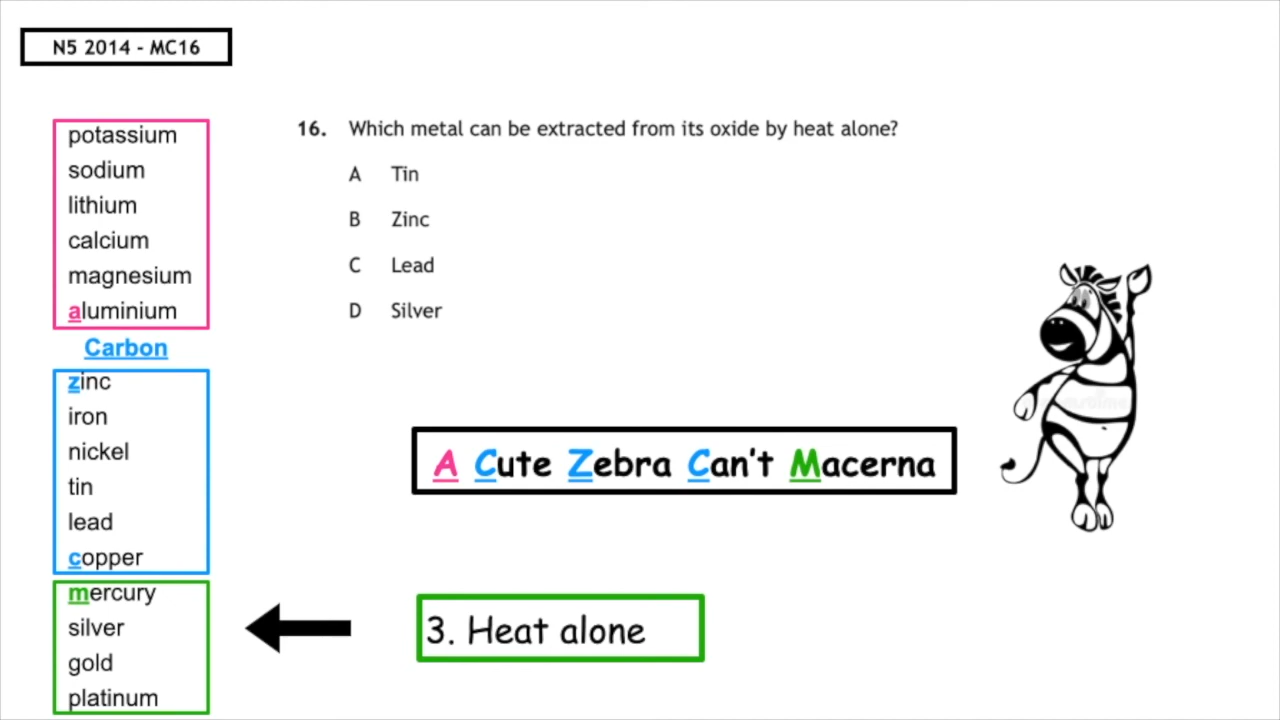 N5 2014 - MC16
potassium
sodium
lithium
calcium
magnesium
aluminium
Carbon
zinc
iron
nickel
tin
lead
copper
mercury
silver
gold
platinum
16. Which metal can be extracted from its oxide by heat alone?
A Tin
B Zinc
C Lead
D Silver
A Cute Zebra Can't Macerna
3. Heat alone